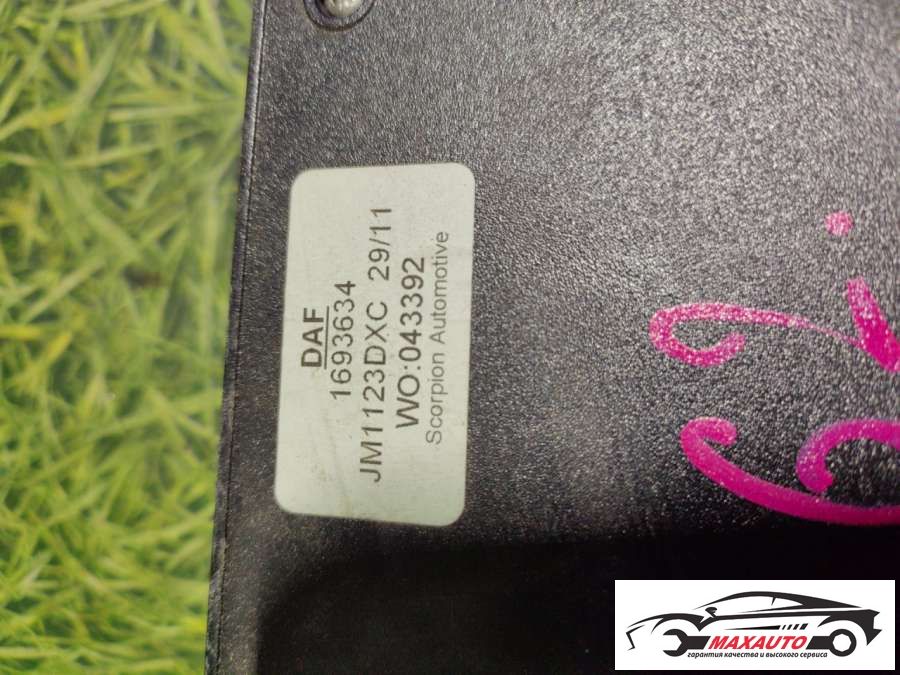 DAF
1693634
JM1123DXC 29/11
WO:043392
Scorpion Automotive
MAXAUTO
гарантия качества и высокого сервиса